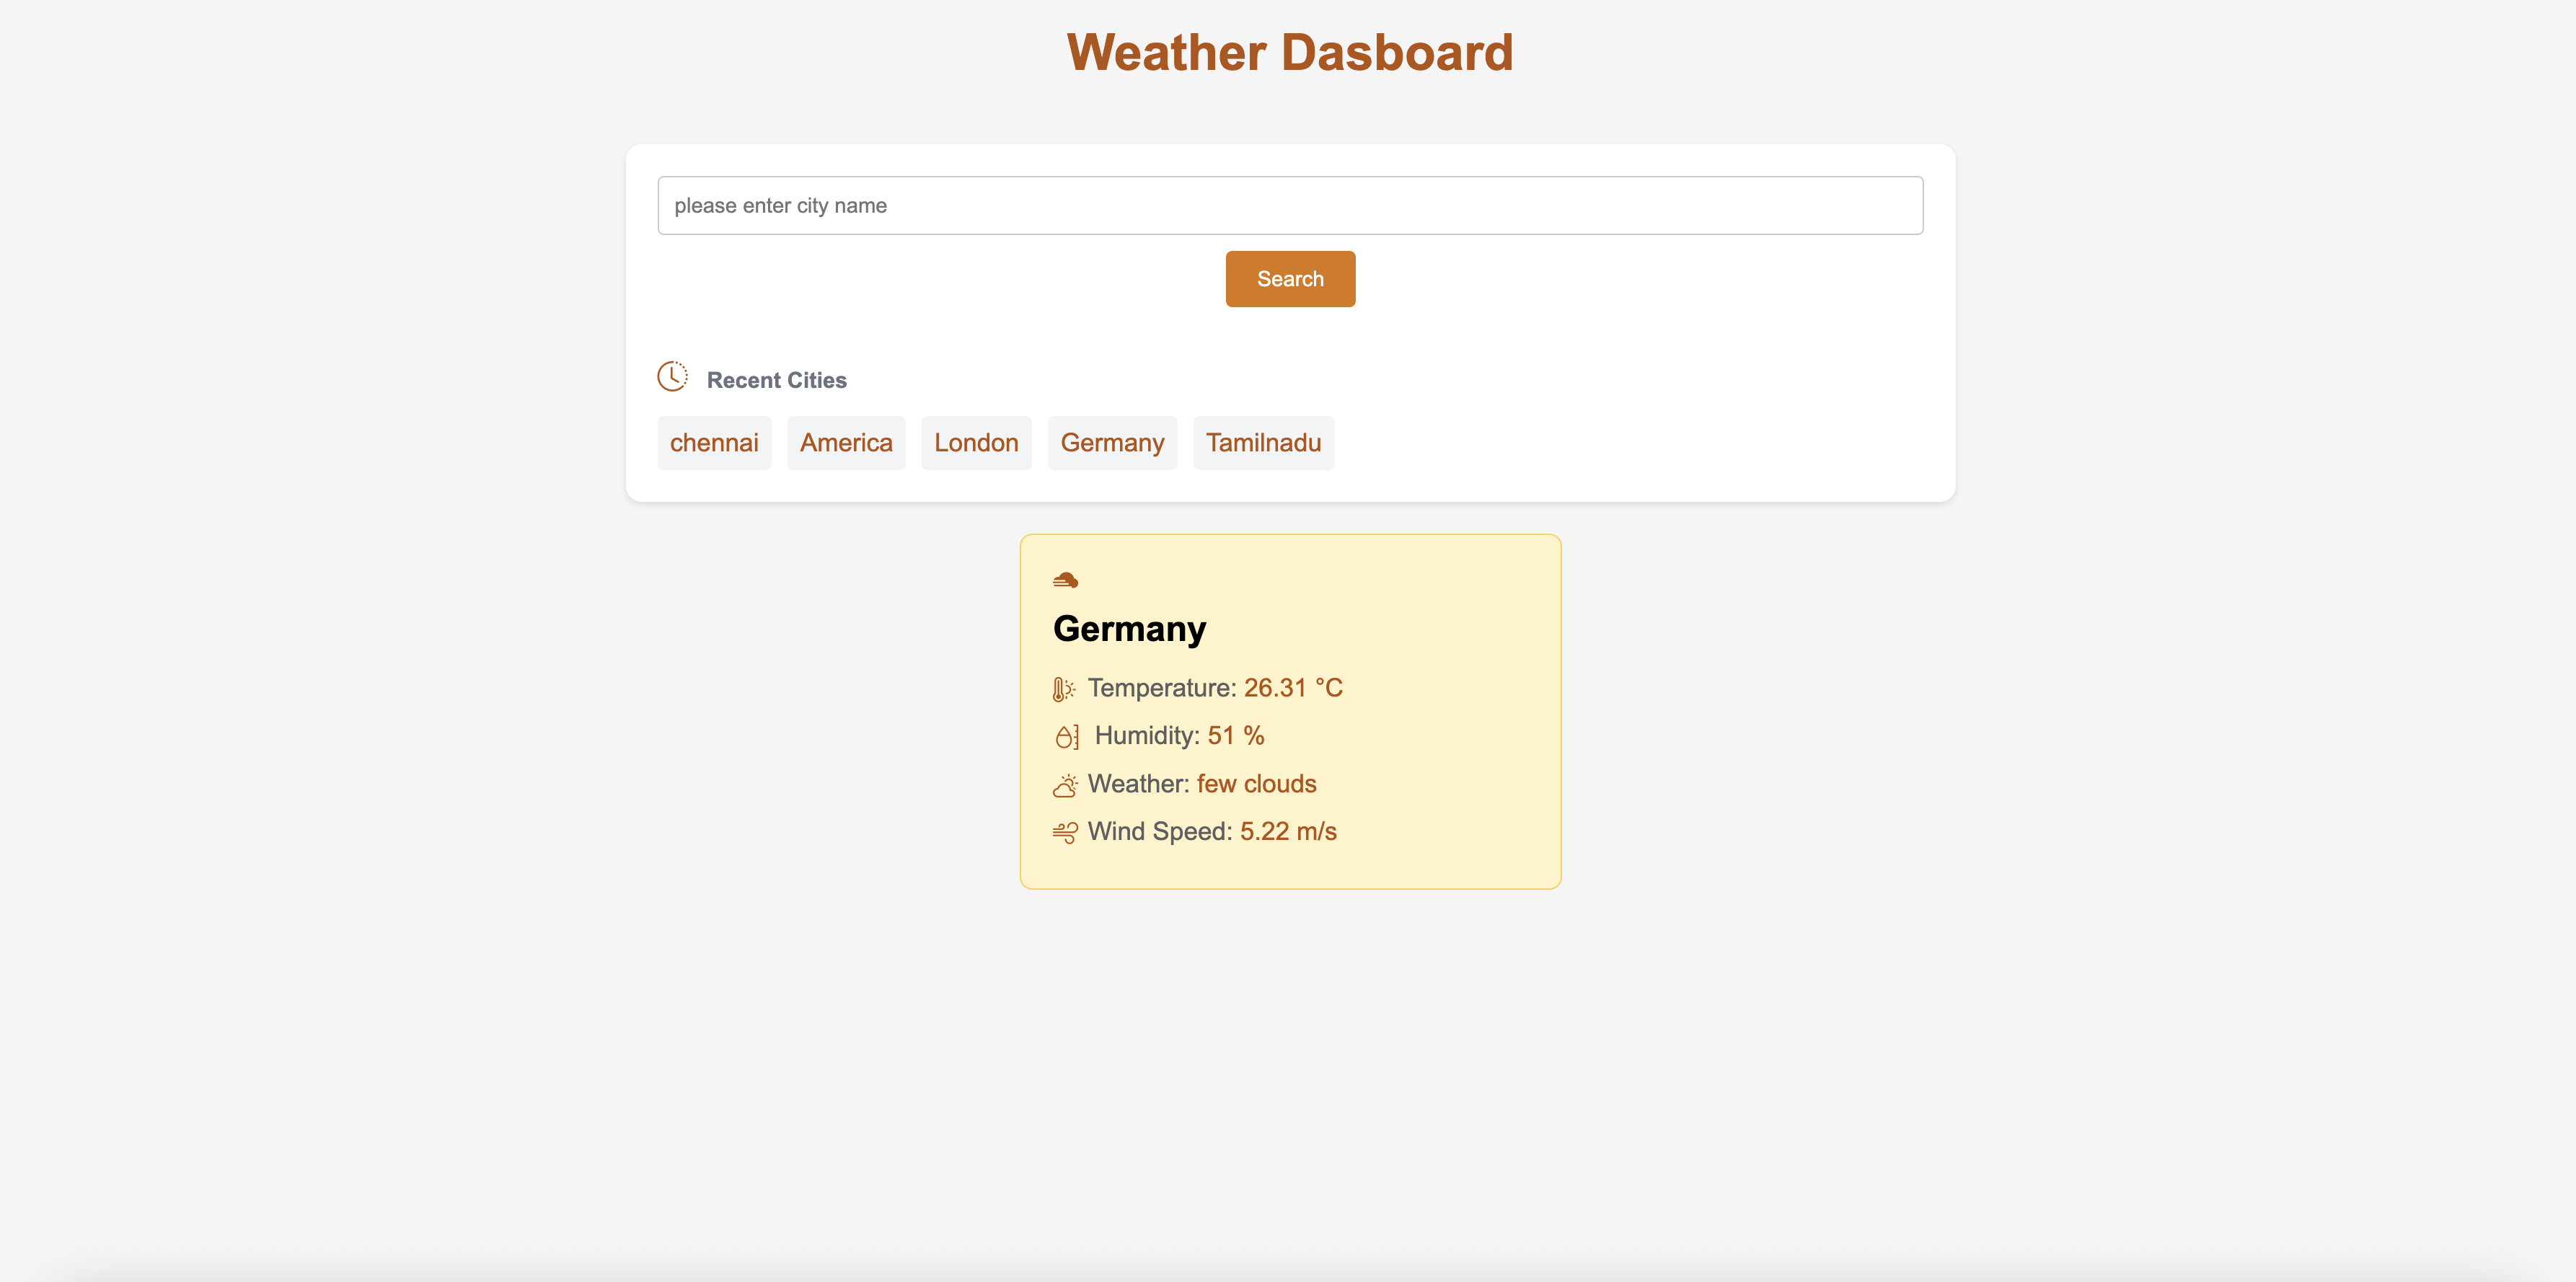 Weather Dasboard
please enter city name
Search
Recent Cities
chennai America London Germany Tamilnadu
Germany
Temperature: 26.31 °C
Humidity: 51 %
Weather: few clouds
Wind Speed: 5.22 m/s